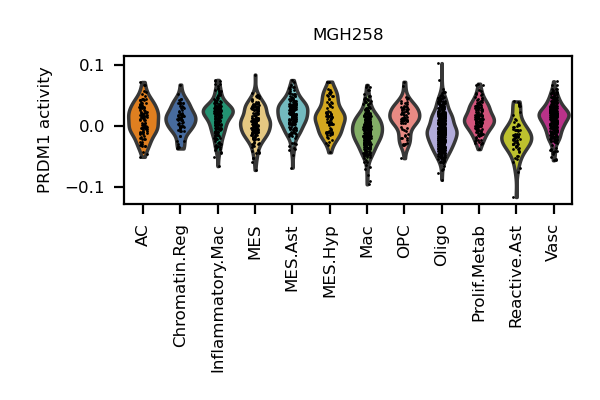 MGH258
PRDM1 activity
0.1
0.0
−0.1
AC
Chromatin.Reg
Inflammatory.Mac
MES
MES.Ast
MES.Hyp
Mac
OPC
Oligo
Prolif.Metab
Reactive.Ast
Vasc